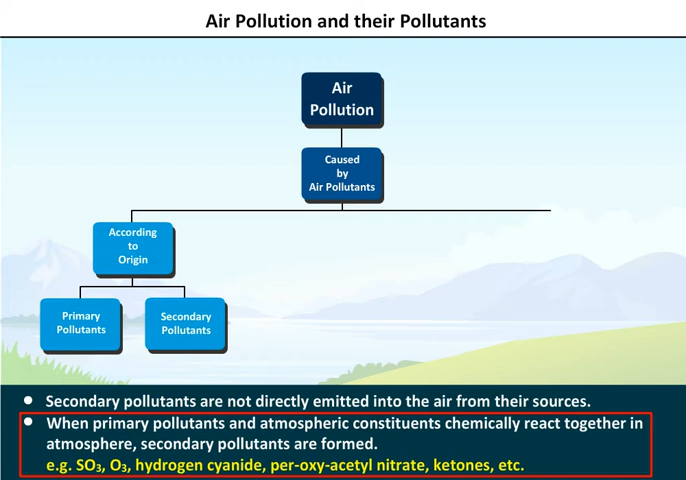 Air Pollution and their Pollutants
Air
Pollution
Caused
by
Air Pollutants
According
to
Origin
Primary
Pollutants
Secondary
Pollutants
Secondary pollutants are not directly emitted into the air from their sources.
When primary pollutants and atmospheric constituents chemically react together in
atmosphere, secondary pollutants are formed.
e.g. SO₃, O₃, hydrogen cyanide, per-oxy-acetyl nitrate, ketones, etc.